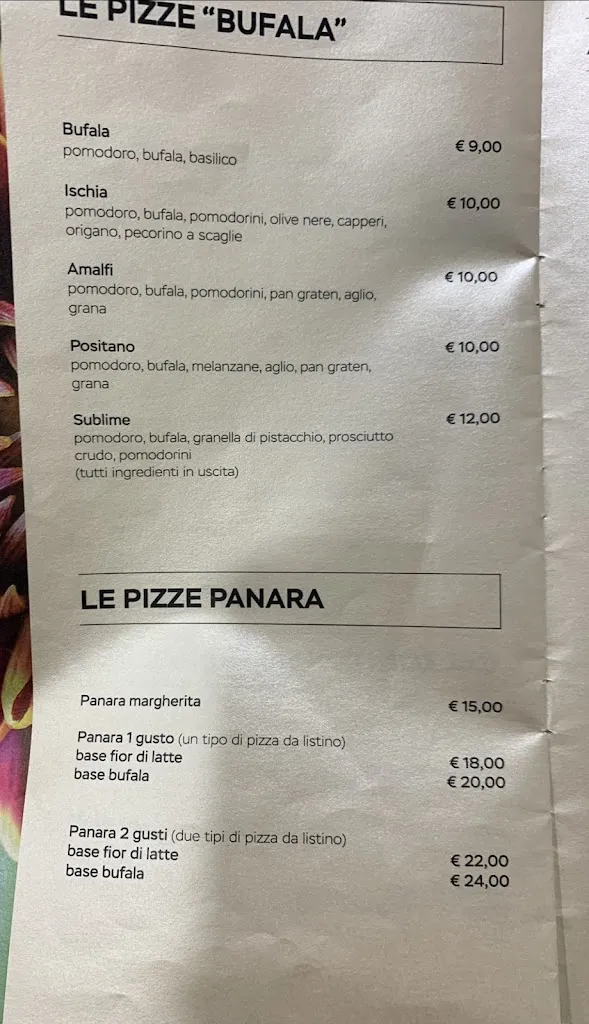 LE PIZZE “BUFALA”
Bufala
€ 9,00
pomodoro, bufala, basilico
Ischia
€ 10,00
pomodoro, bufala, pomodorini, olive nere, capperi,
origano, pecorino a scaglie
Amalfi
€ 10,00
pomodoro, bufala, pomodorini, pan graten, aglio,
grana
Positano
€ 10,00
pomodoro, bufala, melanzane, aglio, pan graten,
grana
Sublime
€ 12,00
pomodoro, bufala, granella di pistacchio, prosciutto
crudo, pomodorini
(tutti ingredienti in uscita)
LE PIZZE PANARA
Panara margherita
€ 15,00
Panara 1 gusto (un tipo di pizza da listino)
base fior di latte
€ 18,00
base bufala
€ 20,00
Panara 2 gusti (due tipi di pizza da listino)
base fior di latte
€ 22,00
base bufala
€ 24,00